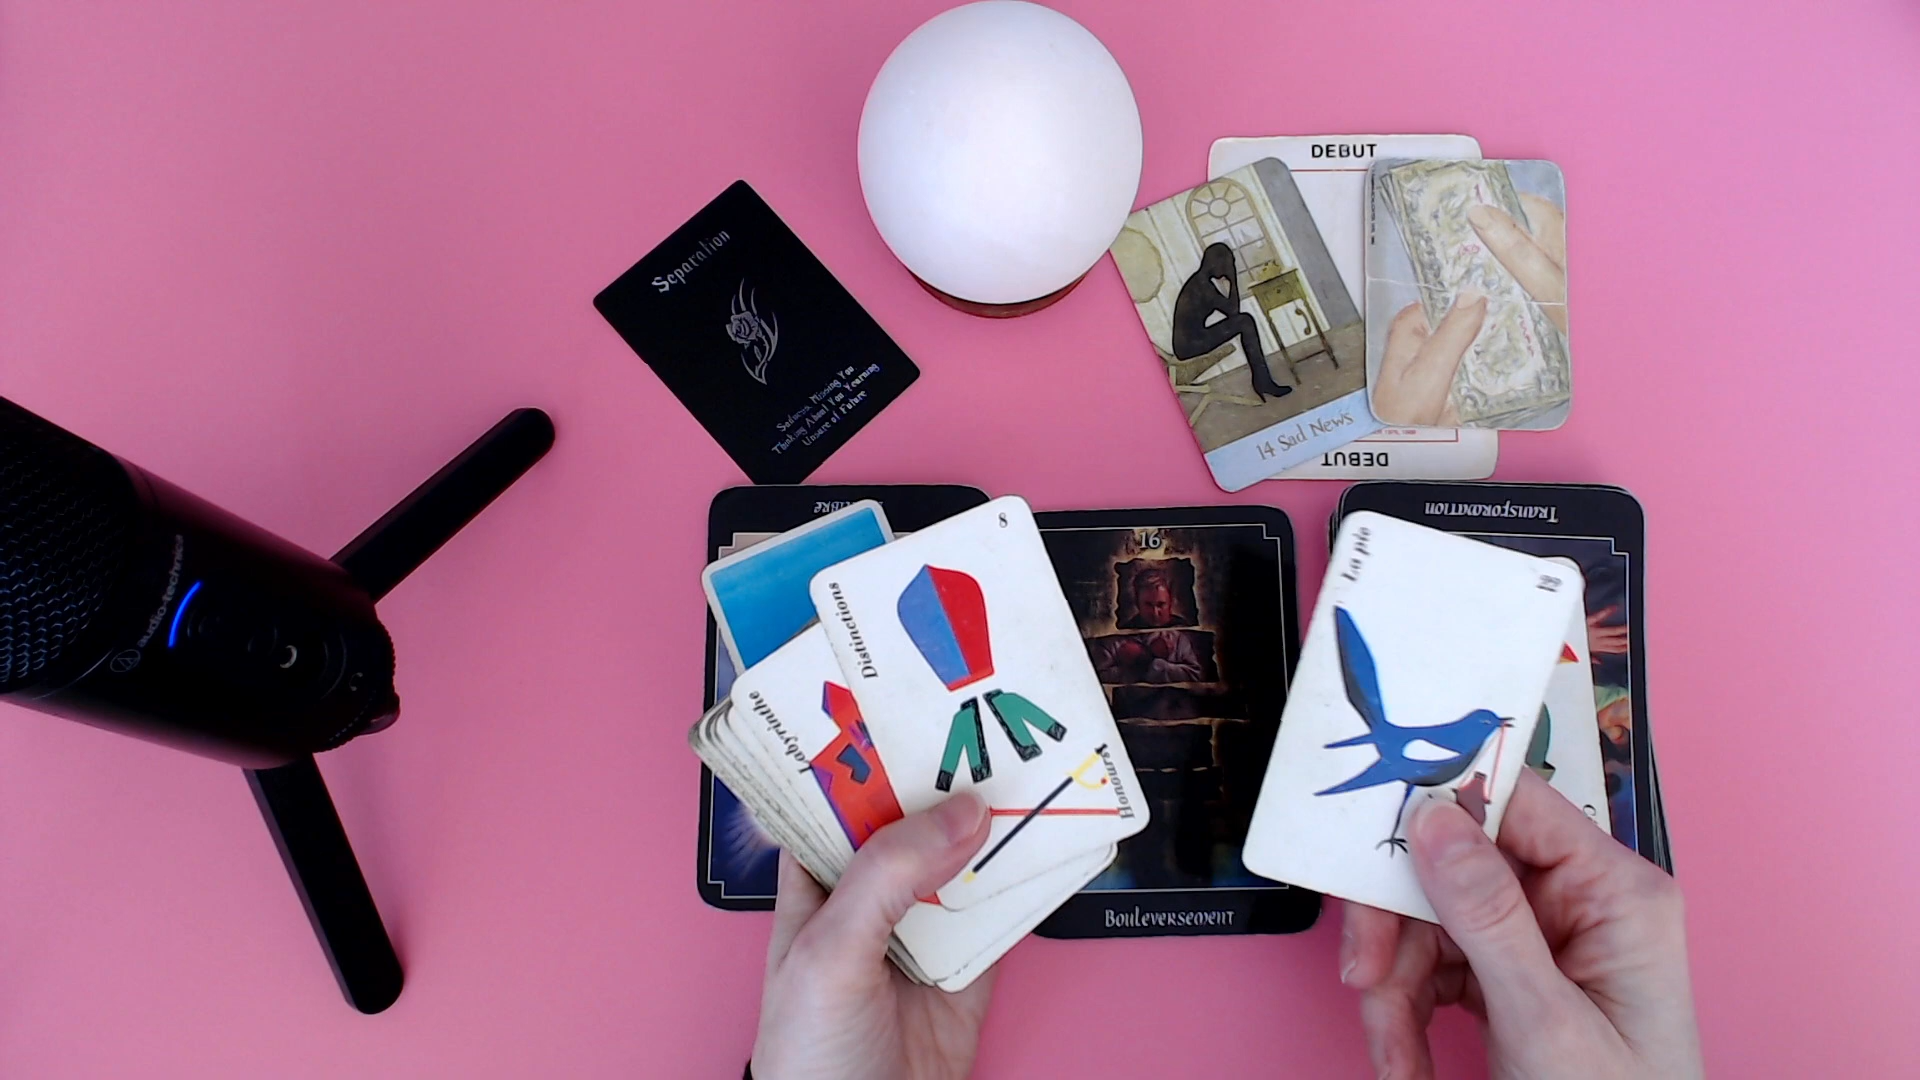 DEBUT
Separation
Sadness, Missing You
Thinking About You Yearning
Unsure of Future
14 Sad News
DEBUT
Transformation
La pie
8
Distinctions
Honours
Labyrinthe
16
Bouleversement
audio-technica